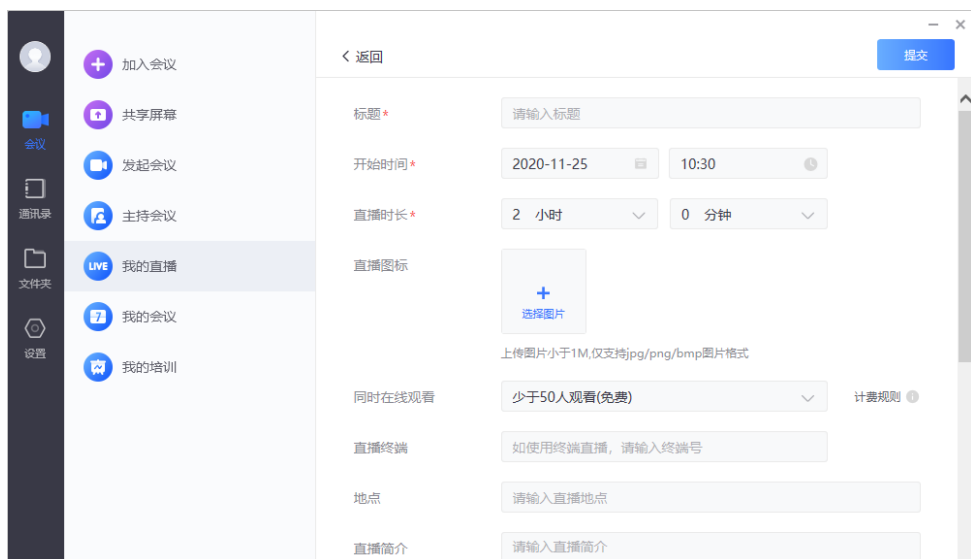 返回
提交
会议
通讯录
文件夹
设置
加入会议
共享屏幕
发起会议
主持会议
LIVE 我的直播
7 我的会议
我的培训
标题* 请输入标题
开始时间* 2020-11-25 10:30
直播时长* 2 小时 0 分钟
直播图标
选择图片
上传图片小于1M,仅支持jpg/png/bmp图片格式
同时在线观看 少于50人观看(免费) 计费规则
直播终端 如使用终端直播，请输入终端号
地点 请输入直播地点
直播简介 请输入直播简介